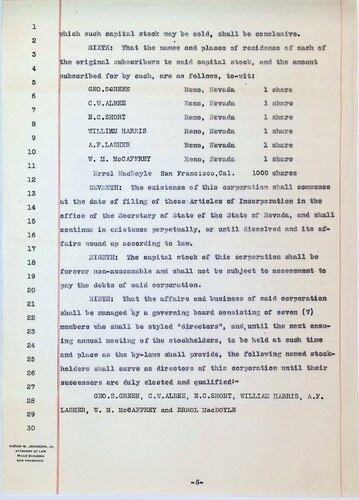 1
2
3
4
5
6
7
8
9
10
11
12
13
14
15
16
17
18
19
20
21
22
23
24
25
26
27
28
29
30
which such capital stock may be sold, shall be conclusive.
SIXTH: That the names and places of residence of each of
the original subscribers to said capital stock, and the amount
subscribed for by each, are as follows, to-wit:
GEO.S.GREEN Reno, Nevada 1 share
C.W.ALBEE Reno, Nevada 1 share
E.C.SHORT Reno, Nevada 1 share
WILLIAM HARRIS Reno, Nevada 1 share
A.F.LASHER Reno, Nevada 1 share
W. M. McCAFFREY Reno, Nevada 1 share
Errol MacBoyle San Francisco,Cal. 1000 shares
SEVENTH: The existence of this corporation shall commence
at the date of filing of these Articles of Incorporation in the
office of the Secretary of State of the State of Nevada, and shall
continue in existence perpetually, or until dissolved and its af-
fairs wound up according to law.
EIGHTH: The capital stock of this corporation shall be
forever non-assessable and shall not be subject to assessment to
pay the debts of said corporation.
NINTH: That the affairs and business of said corporation
shall be managed by a governing board consisting of seven (7)
members who shall be styled "directors", and,until the next ensu-
ing annual meeting of the stockholders, to be held at such time
and place as the by-laws shall provide, the following named stock-
holders shall serve as directors of this corporation until their
successors are duly elected and qualified:-
GEO.S.GREEN, C.W.ALBEE, E.C.SHORT, WILLIAM HARRIS, A.F.
LASHER, W. M. McCAFFREY and ERROL MacBOYLE
JOHNSON, JR.
ATTORNEY AT LAW
MILLS BUILDING
SAN FRANCISCO
-6-